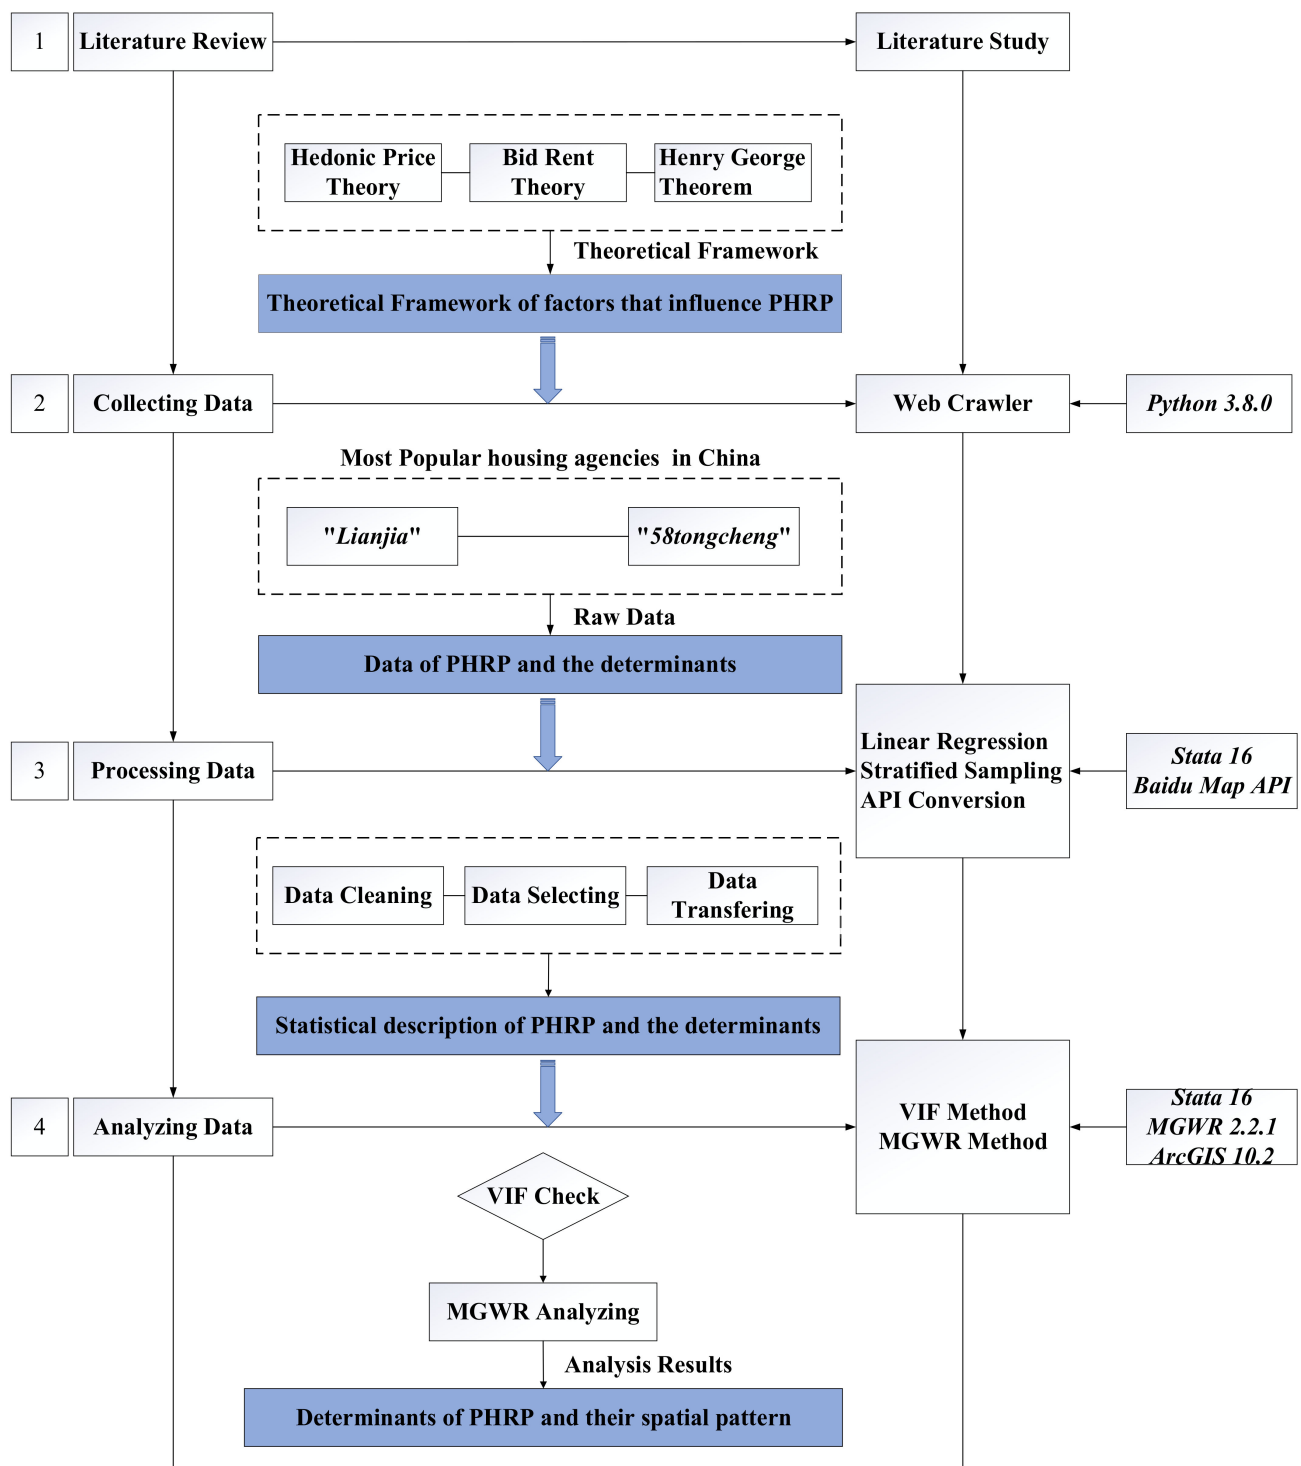 1
Literature Review
Literature Study
Hedonic Price
Theory
Bid Rent
Theory
Henry George
Theorem
Theoretical Framework
Theoretical Framework of factors that influence PHRP
2
Collecting Data
Web Crawler
Python 3.8.0
Most Popular housing agencies in China
"Lianjia"
"58tongcheng"
Raw Data
Data of PHRP and the determinants
3
Processing Data
Linear Regression
Stratified Sampling
API Conversion
Stata 16
Baidu Map API
Data Cleaning
Data Selecting
Data
Transfering
Statistical description of PHRP and the determinants
4
Analyzing Data
VIF Method
MGWR Method
Stata 16
MGWR 2.2.1
ArcGIS 10.2
VIF Check
MGWR Analyzing
Analysis Results
Determinants of PHRP and their spatial pattern